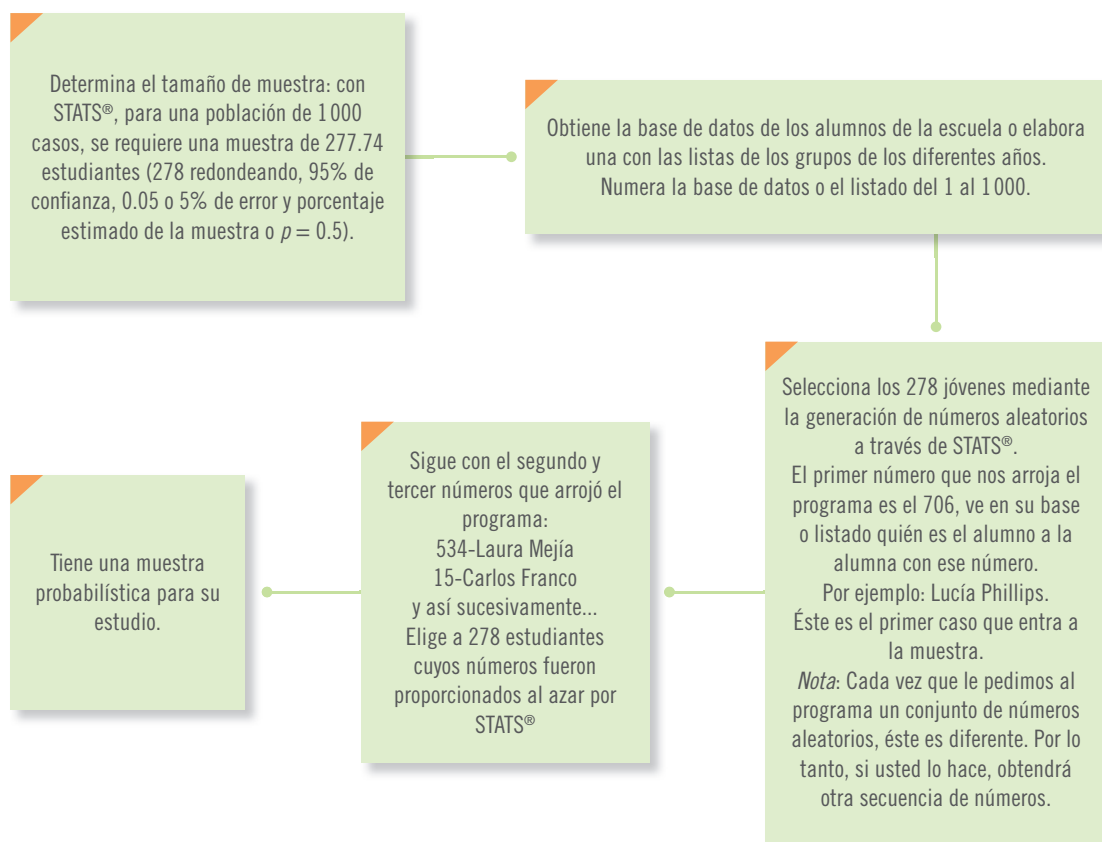 Determina el tamaño de muestra: con
STATS®, para una población de 1 000
casos, se requiere una muestra de 277.74
estudiantes (278 redondeando, 95% de
confianza, 0.05 o 5% de error y porcentaje
estimado de la muestra o p = 0.5).
Obtiene la base de datos de los alumnos de la escuela o elabora
una con las listas de los grupos de los diferentes años.
Numera la base de datos o el listado del 1 al 1 000.
Selecciona los 278 jóvenes mediante
la generación de números aleatorios
a través de STATS®.
El primer número que nos arroja el
programa es el 706, ve en su base
o listado quién es el alumno a la
alumna con ese número.
Por ejemplo: Lucía Phillips.
Éste es el primer caso que entra a
la muestra.
Nota: Cada vez que le pedimos al
programa un conjunto de números
aleatorios, éste es diferente. Por lo
tanto, si usted lo hace, obtendrá
otra secuencia de números.
Sigue con el segundo y
tercer números que arrojó el
programa:
534-Laura Mejía
15-Carlos Franco
y así sucesivamente...
Elige a 278 estudiantes
cuyos números fueron
proporcionados al azar por
STATS®
Tiene una muestra
probabilística para su
estudio.